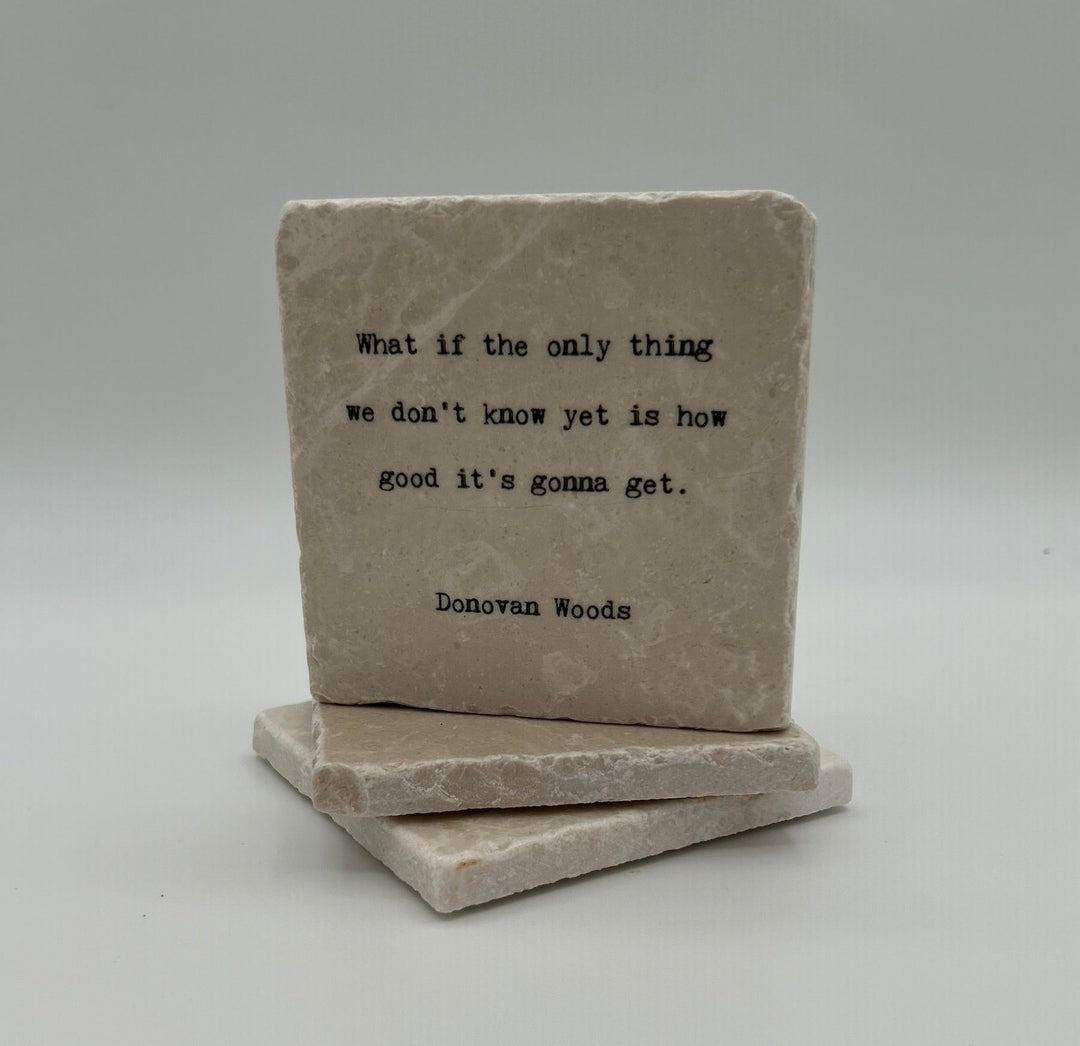 What if the only thing
we don't know yet is how
good it's gonna get.
Donovan Woods